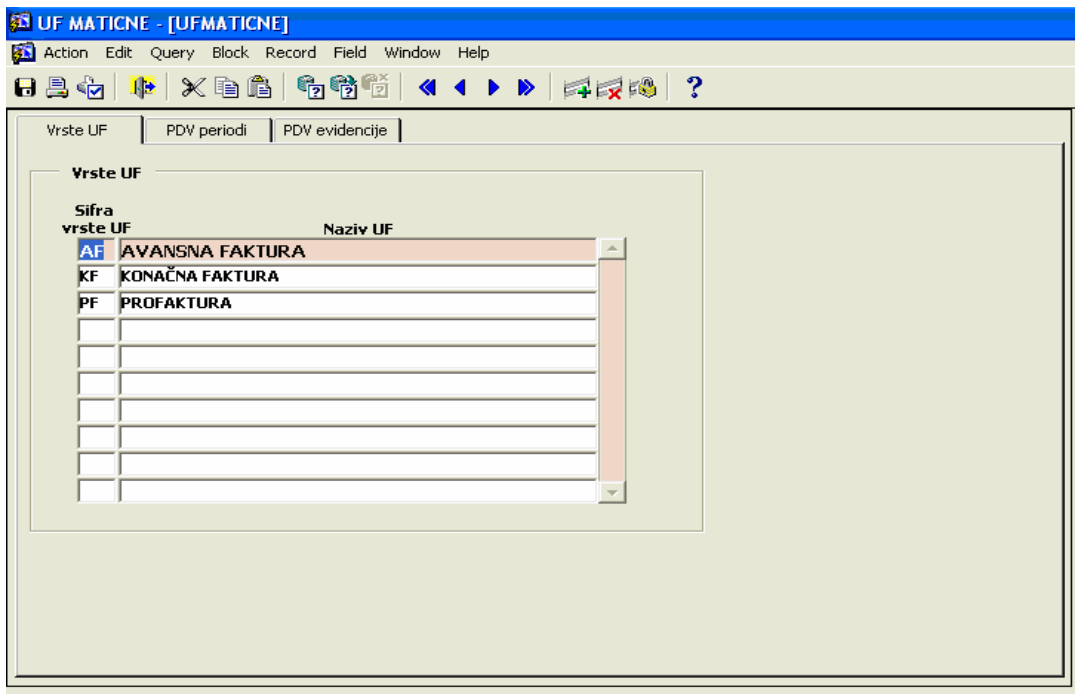 UF MATICNE - [UFMATICNE]
Action Edit Query Block Record Field Window Help
Vrste UF PDV periodi PDV evidencije
Vrste UF
Sifra
vrste UF Naziv UF
AF AVANSNA FAKTURA
KF KONAČNA FAKTURA
PF PROFAKTURA